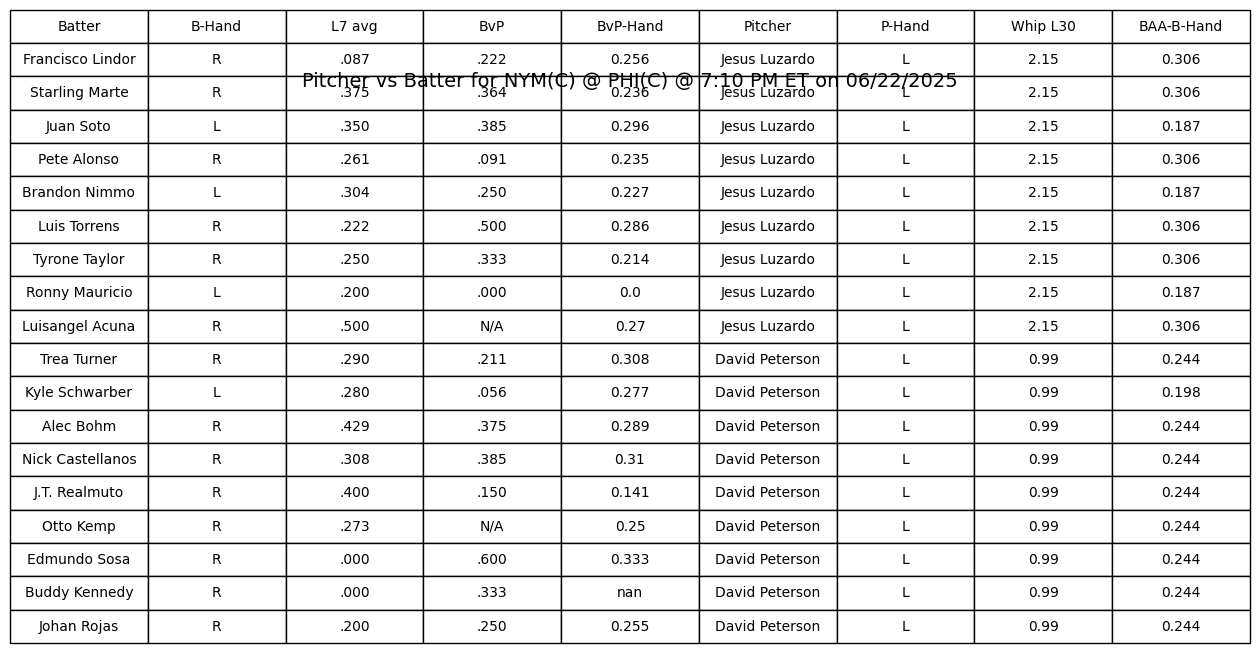 Batter B-Hand L7 avg BvP BvP-Hand Pitcher P-Hand Whip L30 BAA-B-Hand
Francisco Lindor R .087 .222 0.256 Jesus Luzardo L 2.15 0.306
Pitcher vs Batter for NYM(C) @ PHI(C) @ 7:10 PM ET on 06/22/2025
Starling Marte R .375 .364 0.236 Jesus Luzardo L 2.15 0.306
Juan Soto L .350 .385 0.296 Jesus Luzardo L 2.15 0.187
Pete Alonso R .261 .091 0.235 Jesus Luzardo L 2.15 0.306
Brandon Nimmo L .304 .250 0.227 Jesus Luzardo L 2.15 0.187
Luis Torrens R .222 .500 0.286 Jesus Luzardo L 2.15 0.306
Tyrone Taylor R .250 .333 0.214 Jesus Luzardo L 2.15 0.306
Ronny Mauricio L .200 .000 0.0 Jesus Luzardo L 2.15 0.187
Luisangel Acuna R .500 N/A 0.27 Jesus Luzardo L 2.15 0.306
Trea Turner R .290 .211 0.308 David Peterson L 0.99 0.244
Kyle Schwarber L .280 .056 0.277 David Peterson L 0.99 0.198
Alec Bohm R .429 .375 0.289 David Peterson L 0.99 0.244
Nick Castellanos R .308 .385 0.31 David Peterson L 0.99 0.244
J.T. Realmuto R .400 .150 0.141 David Peterson L 0.99 0.244
Otto Kemp R .273 N/A 0.25 David Peterson L 0.99 0.244
Edmundo Sosa R .000 .600 0.333 David Peterson L 0.99 0.244
Buddy Kennedy R .000 .333 nan David Peterson L 0.99 0.244
Johan Rojas R .200 .250 0.255 David Peterson L 0.99 0.244